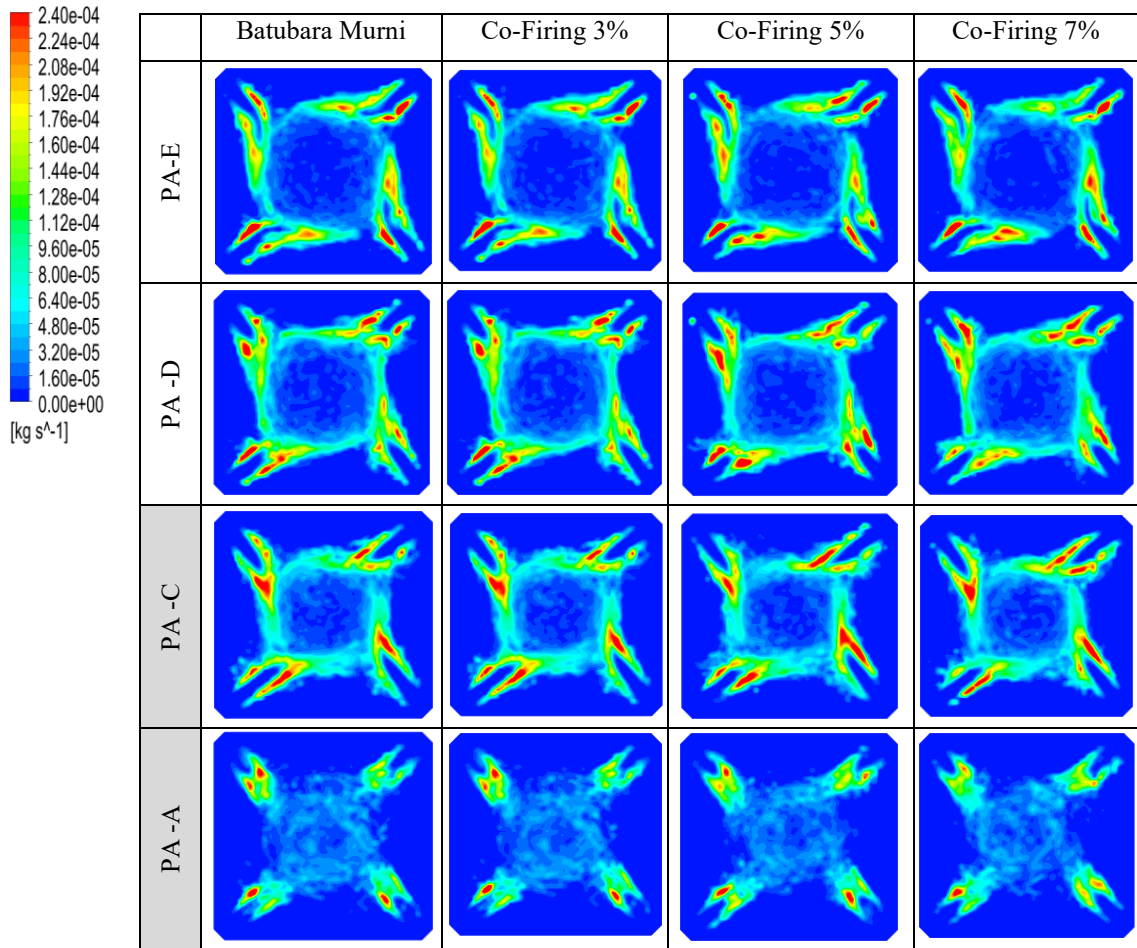 2.40e-04
2.24e-04
2.08e-04
1.92e-04
1.76e-04
1.60e-04
1.44e-04
1.28e-04
1.12e-04
9.60e-05
8.00e-05
6.40e-05
4.80e-05
3.20e-05
1.60e-05
0.00e+00
[kg s^-1]
Batubara Murni Co-Firing 3% Co-Firing 5% Co-Firing 7%
PA-E
PA -D
PA -C
PA -A